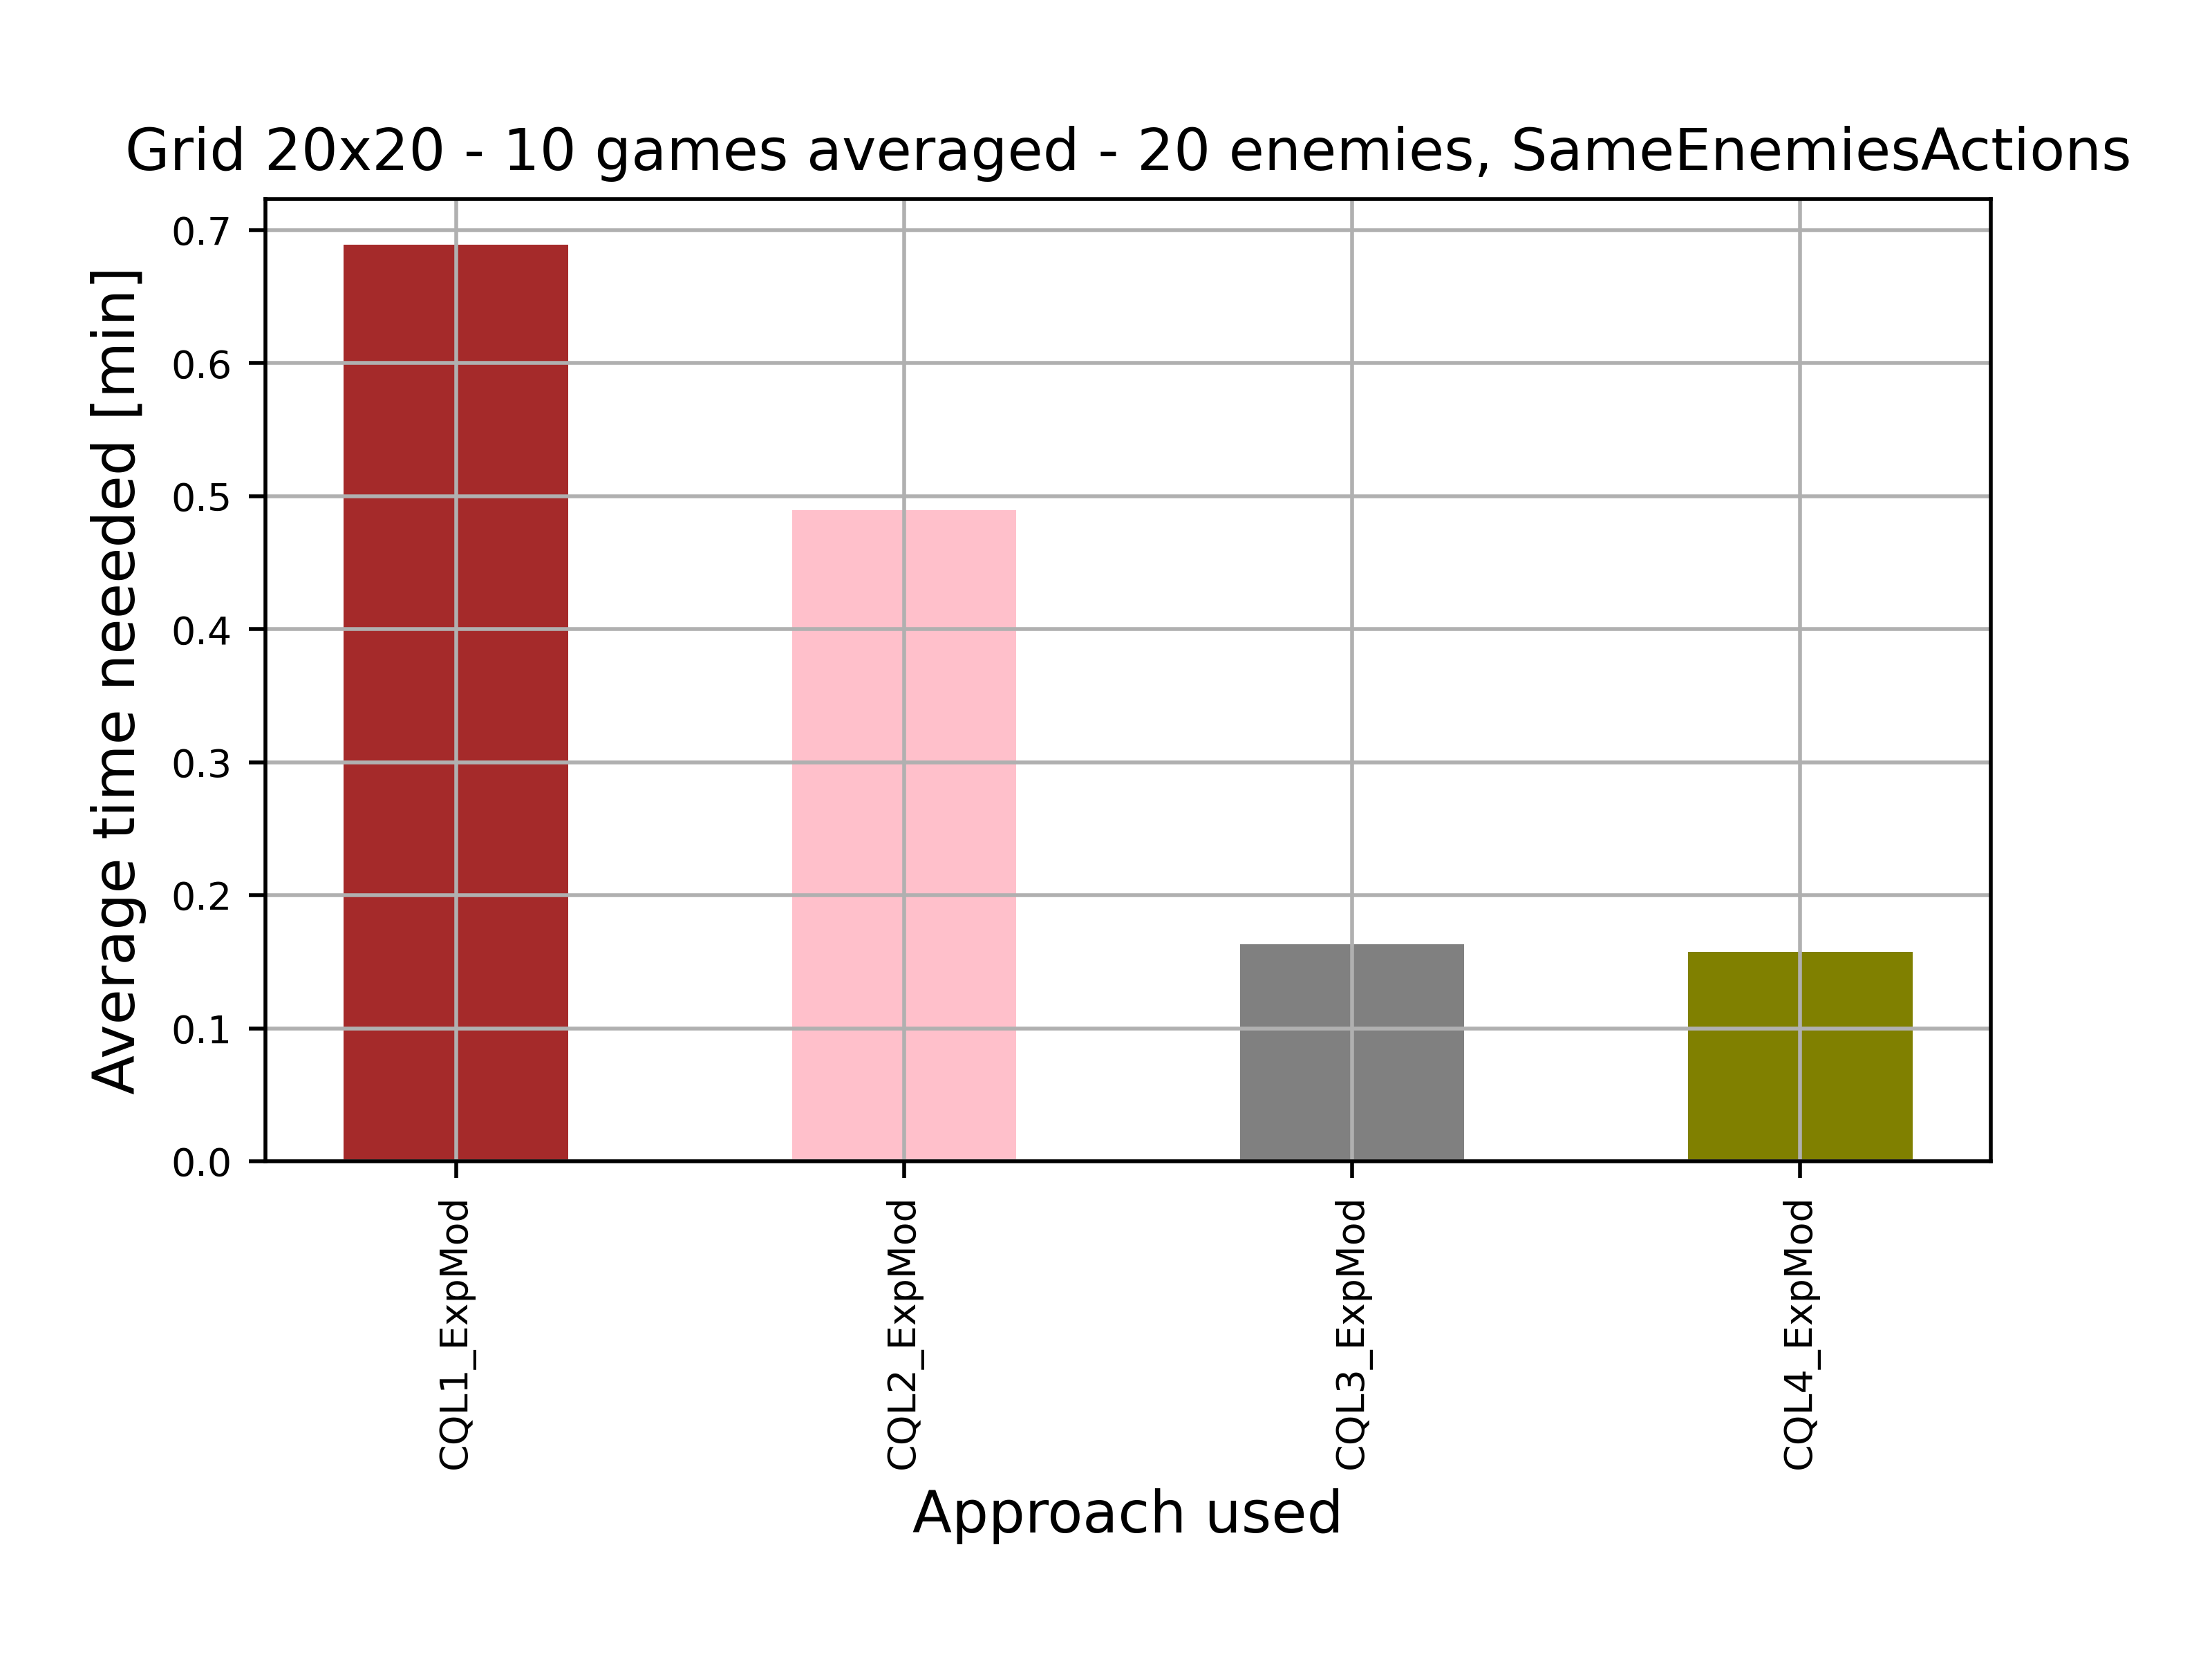 Grid 20x20 - 10 games averaged - 20 enemies, SameEnemiesActions
Average time needed [min]
0.7
0.6
0.5
0.4
0.3
0.2
0.1
0.0
CQL1_ExpMod
CQL2_ExpMod
CQL3_ExpMod
CQL4_ExpMod
Approach used